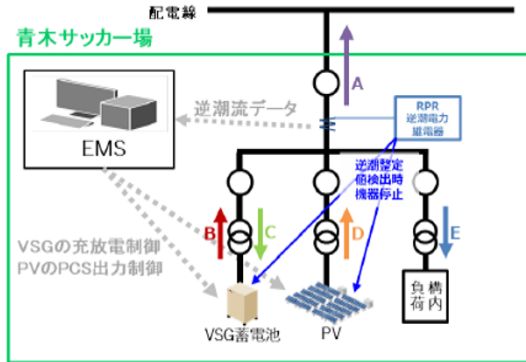 配電線
青木サッカー場
A
逆潮流データ
RPR
逆潮電力
継電器
EMS
逆潮整定
値検出時
機器停止
B
C
D
E
VSGの充放電制御
PVのPCS出力制御
構内
負荷
VSG蓄電池
PV